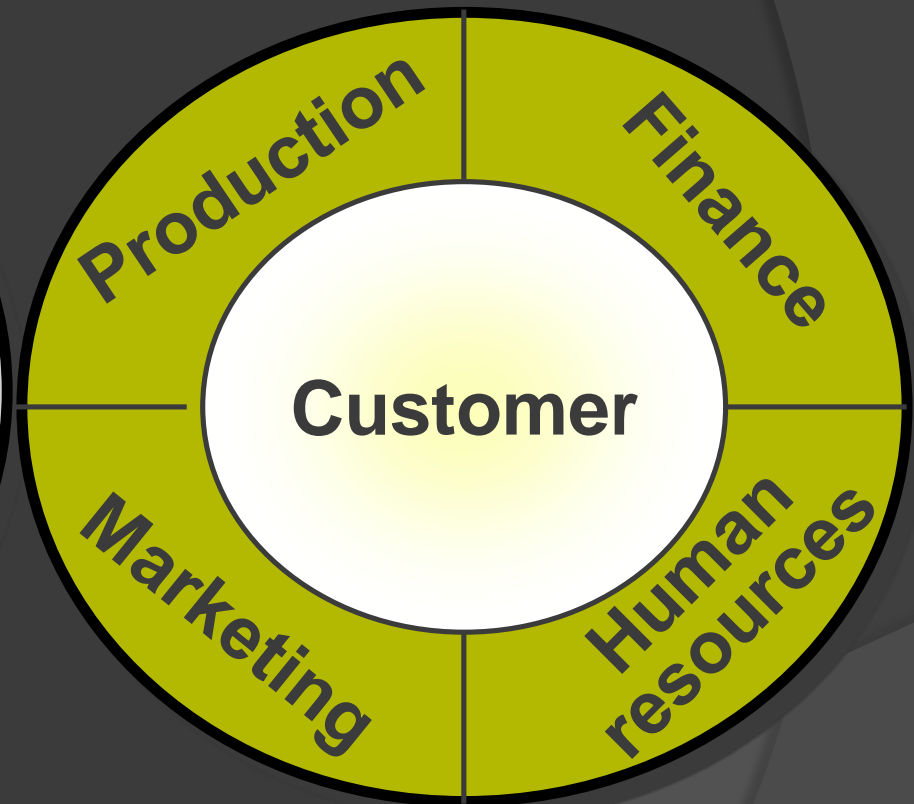 Production
Finance
Customer
Marketing
Human
resources